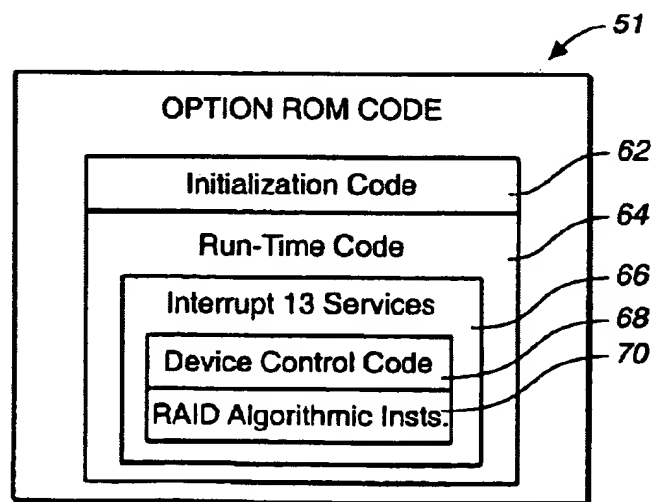 51
OPTION ROM CODE
Initialization Code
62
Run-Time Code
64
Interrupt 13 Services
66
Device Control Code
68
RAID Algorithmic Insts.
70